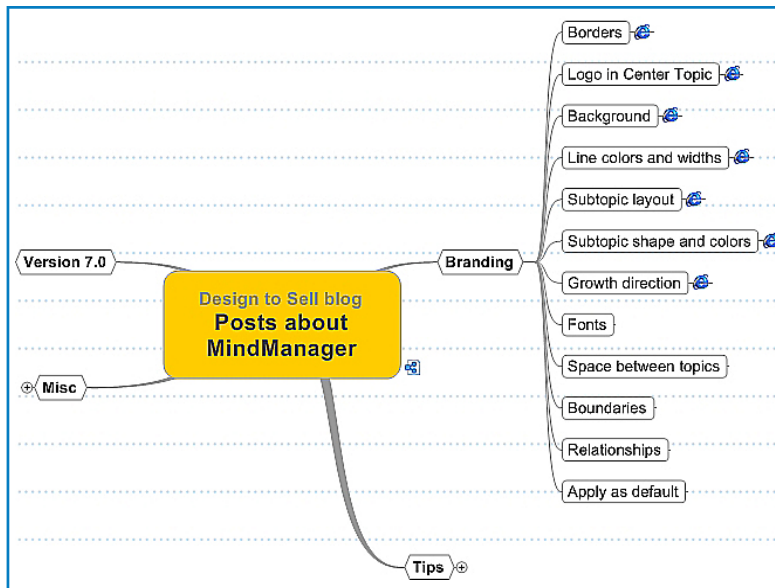 Design to Sell blog
Posts about
MindManager
Version 7.0
Misc
Tips
Branding
Borders
Logo in Center Topic
Background
Line colors and widths
Subtopic layout
Subtopic shape and colors
Growth direction
Fonts
Space between topics
Boundaries
Relationships
Apply as default